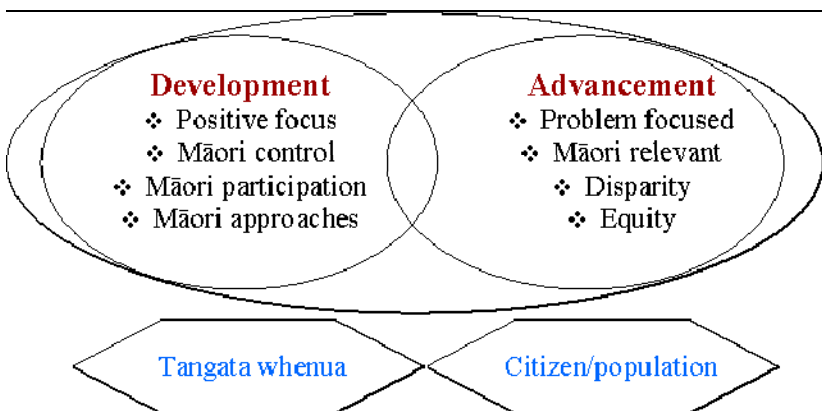 Development
❖ Positive focus
❖ Māori control
❖ Māori participation
❖ Māori approaches
Advancement
❖ Problem focused
❖ Māori relevant
❖ Disparity
❖ Equity
Tangata whenua
Citizen/population